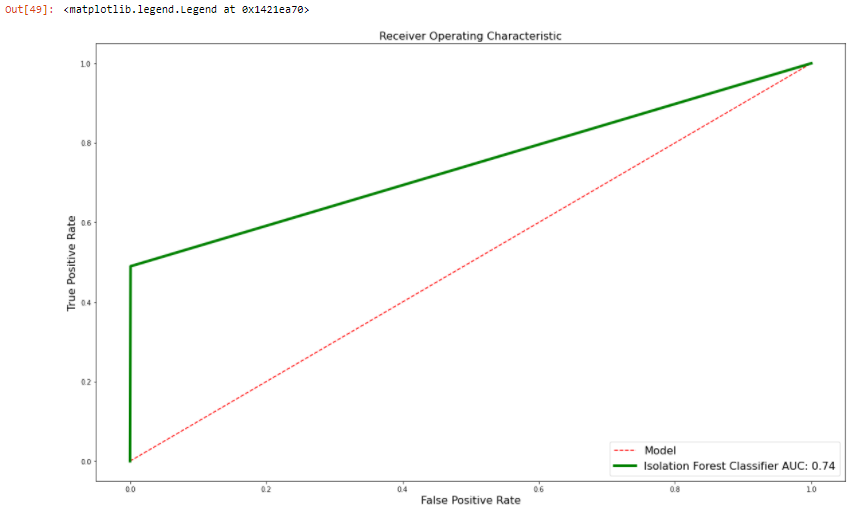 Out[49]: <matplotlib.legend.Legend at 0x1421ea70>
Receiver Operating Characteristic
1.0
0.8
0.6
0.4
0.2
0.0
True Positive Rate
0.0 0.2 0.4 0.6 0.8 1.0
False Positive Rate
Model
Isolation Forest Classifier AUC: 0.74